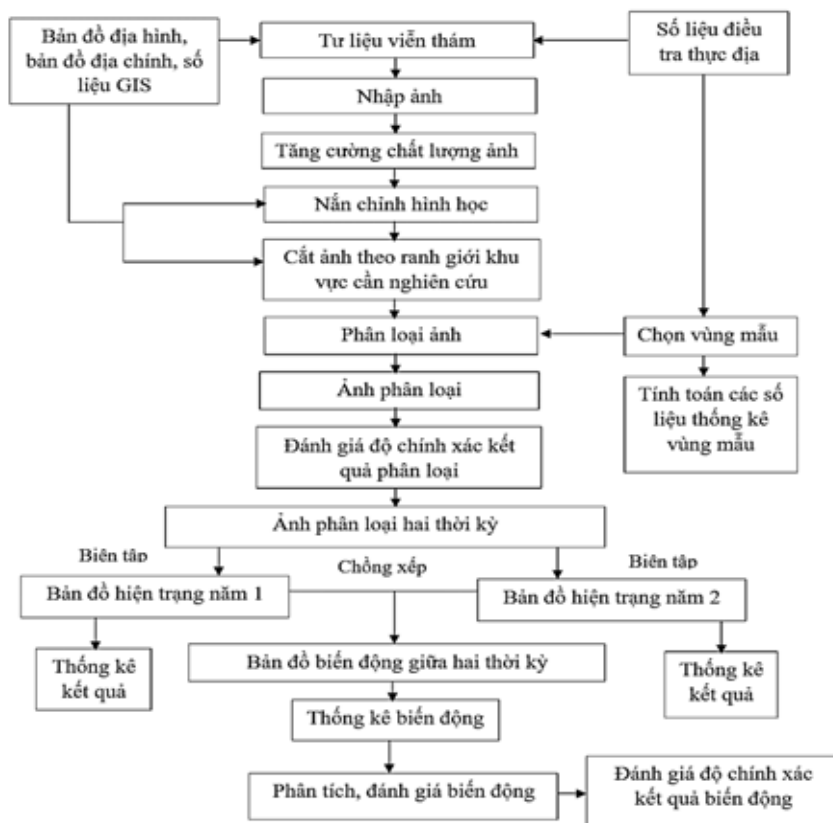 Bản đồ địa hình,
bản đồ địa chính, số
liệu GIS
Tư liệu viễn thám
Số liệu điều
tra thực địa
Nhập ảnh
Tăng cường chất lượng ảnh
Nắn chỉnh hình học
Cắt ảnh theo ranh giới khu
vực cần nghiên cứu
Phân loại ảnh
Chọn vùng mẫu
Ảnh phân loại
Tính toán các số
liệu thống kê
vùng mẫu
Đánh giá độ chính xác kết
quả phân loại
Ảnh phân loại hai thời kỳ
Biên tập
Chồng xếp
Biên tập
Bản đồ hiện trạng năm 1
Bản đồ hiện trạng năm 2
Thống kê
kết quả
Bản đồ biến động giữa hai thời kỳ
Thống kê
kết quả
Thống kê biến động
Phân tích, đánh giá biến động
Đánh giá độ chính xác
kết quả biến động